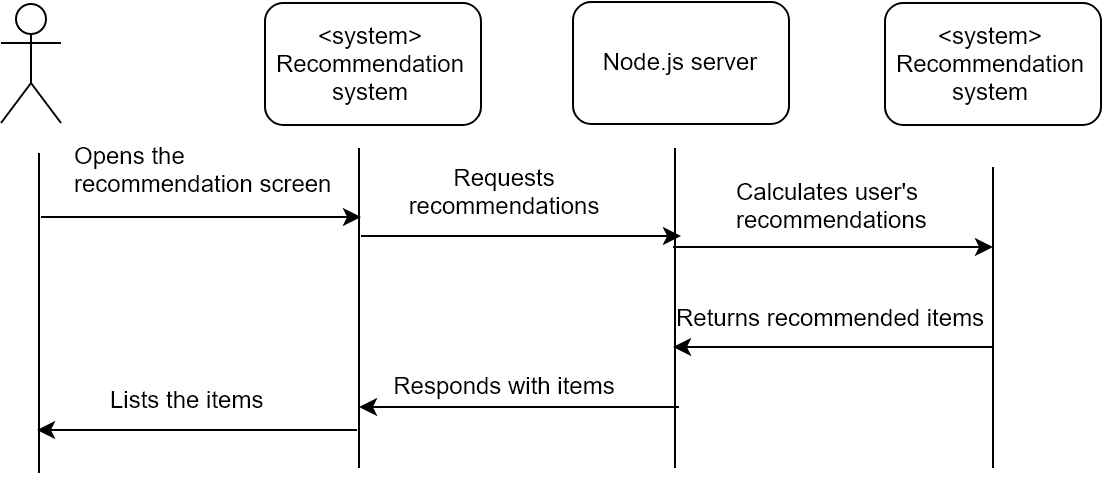 <system>
Recommendation
system
Node.js server
<system>
Recommendation
system
Opens the
recommendation screen
Requests
recommendations
Calculates user's
recommendations
Returns recommended items
Responds with items
Lists the items